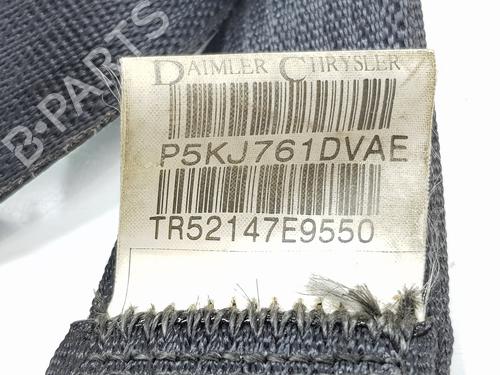 DAIMLER CHRYSLER
P5KJ761DVAE
TR52147E9550
B-PARTS